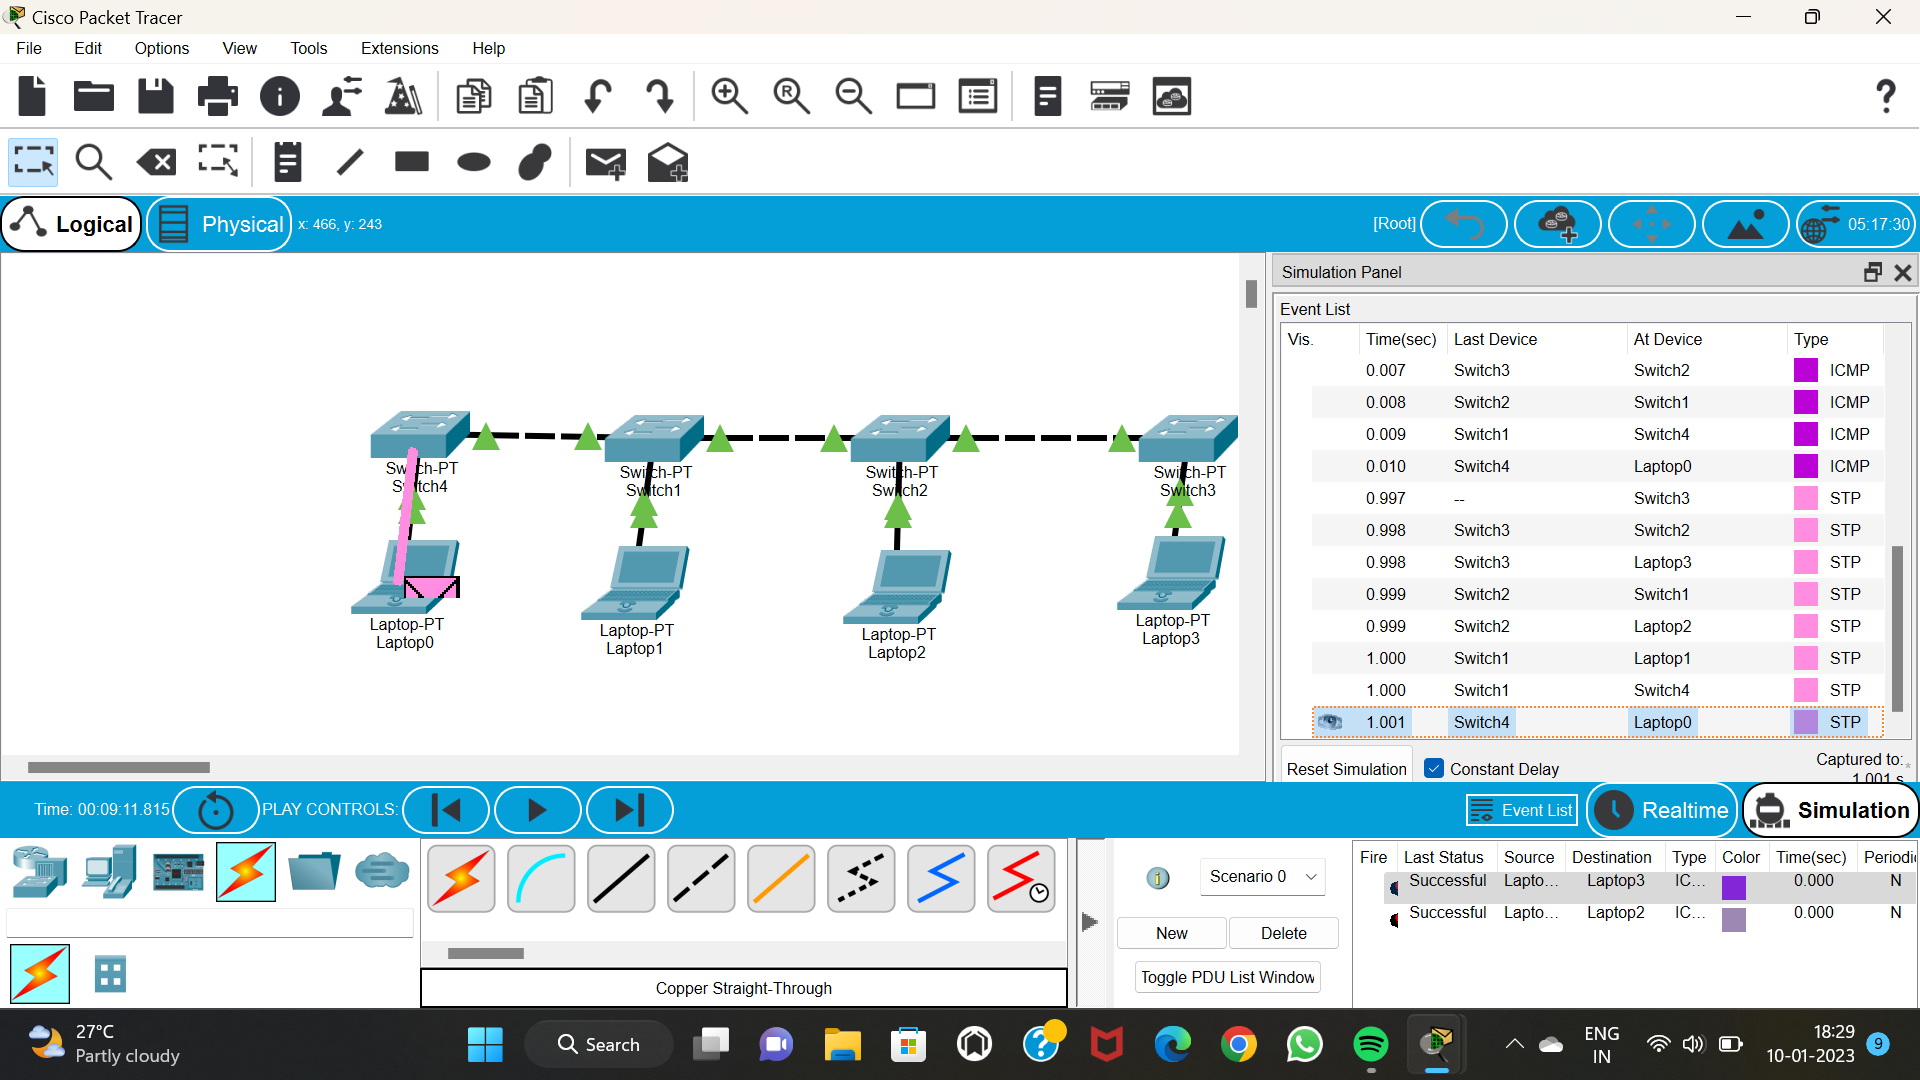 Cisco Packet Tracer
File Edit Options View Tools Extensions Help
Logical Physical x: 466, y: 243 [Root] 05:17:30
Simulation Panel
Event List
Vis. Time(sec) Last Device At Device Type
0.007 Switch3 Switch2 ICMP
0.008 Switch2 Switch1 ICMP
0.009 Switch1 Switch4 ICMP
0.010 Switch4 Laptop0 ICMP
0.997 -- Switch3 STP
0.998 Switch3 Switch2 STP
0.998 Switch3 Laptop3 STP
0.999 Switch2 Switch1 STP
0.999 Switch2 Laptop2 STP
1.000 Switch1 Laptop1 STP
1.000 Switch1 Switch4 STP
1.001 Switch4 Laptop0 STP
Reset Simulation Constant Delay Captured to:*
1.001 s
Switch-PT
Switch4
Switch-PT
Switch1
Switch-PT
Switch2
Switch-PT
Switch3
Laptop-PT
Laptop0
Laptop-PT
Laptop1
Laptop-PT
Laptop2
Laptop-PT
Laptop3
Time: 00:09:11.815 PLAY CONTROLS: Event List Realtime Simulation
Scenario 0
New Delete
Toggle PDU List Window
Copper Straight-Through
Fire Last Status Source Destination Type Color Time(sec) Periodic
Successful Lapto... Laptop3 IC... 0.000 N
Successful Lapto... Laptop2 IC... 0.000 N
27°C
Partly cloudy
Search
ENG
IN
18:29
10-01-2023
9